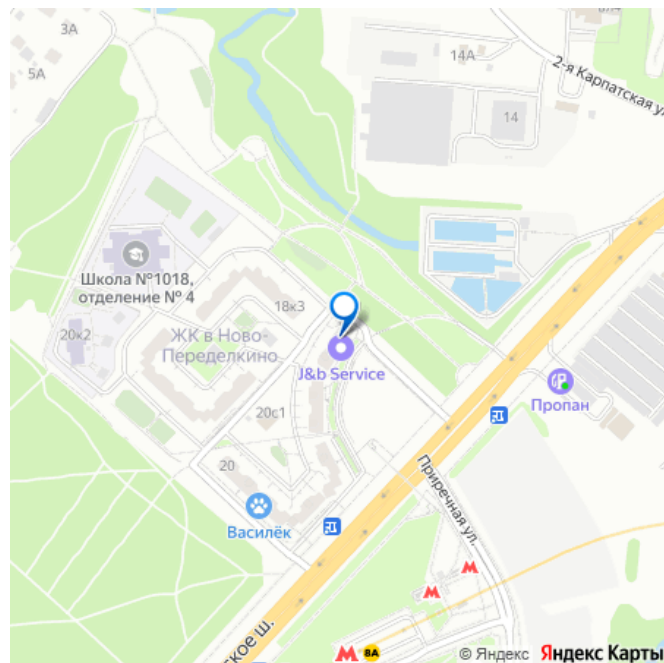 3А
5А
14А
2-я Карпатская ул.
14
Школа №1018,
отделение № 4
18к3
20к2
ЖК в Ново-
Переделкино
J&b Service
Пропан
20с1
20
Приречная ул.
Василёк
ское ш.
8А
© Яндекс Яндекс Карты